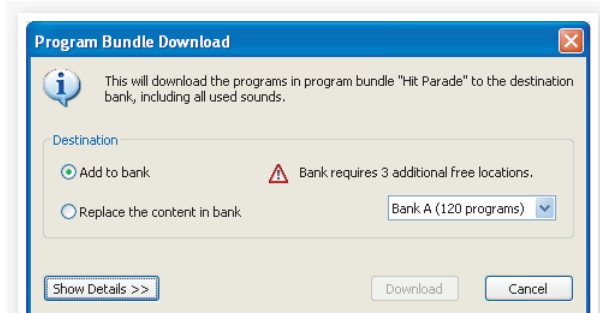 Program Bundle Download
This will download the programs in program bundle "Hit Parade" to the destination
bank, including all used sounds.
Destination
Add to bank
Bank requires 3 additional free locations.
Replace the content in bank
Bank A (120 programs)
Show Details >>
Download
Cancel